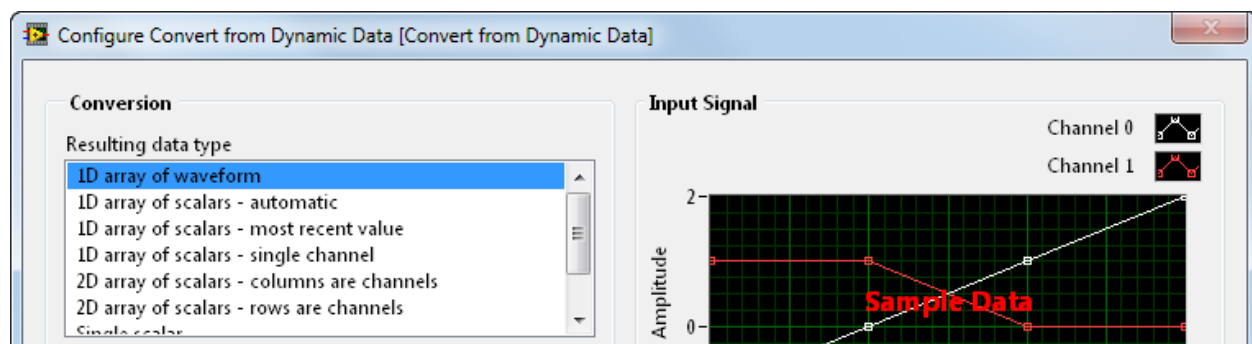 Configure Convert from Dynamic Data [Convert from Dynamic Data]
Conversion
Resulting data type
1D array of waveform
1D array of scalars - automatic
1D array of scalars - most recent value
1D array of scalars - single channel
2D array of scalars - columns are channels
2D array of scalars - rows are channels
Single scalar
Input Signal
Channel 0
Channel 1
2
Amplitude
Sample Data
0